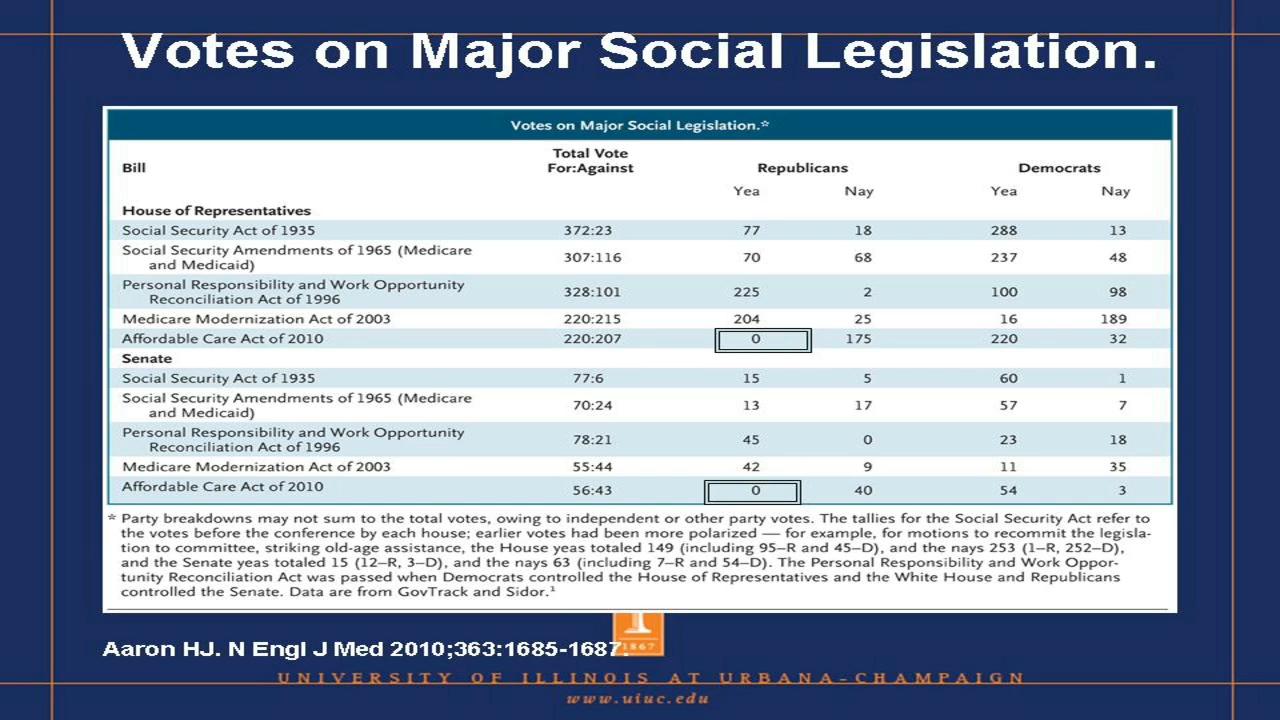 Votes on Major Social Legislation.
Votes on Major Social Legislation.*
Total Vote
Bill For:Against Republicans Democrats
Yea Nay Yea Nay
House of Representatives
Social Security Act of 1935 372:23 77 18 288 13
Social Security Amendments of 1965 (Medicare
and Medicaid) 307:116 70 68 237 48
Personal Responsibility and Work Opportunity
Reconciliation Act of 1996 328:101 225 2 100 98
Medicare Modernization Act of 2003 220:215 204 25 16 189
Affordable Care Act of 2010 220:207 0 175 220 32
Senate
Social Security Act of 1935 77:6 15 5 60 1
Social Security Amendments of 1965 (Medicare
and Medicaid) 70:24 13 17 57 7
Personal Responsibility and Work Opportunity
Reconciliation Act of 1996 78:21 45 0 23 18
Medicare Modernization Act of 2003 55:44 42 9 11 35
Affordable Care Act of 2010 56:43 0 40 54 3
* Party breakdowns may not sum to the total votes, owing to independent or other party votes. The tallies for the Social Security Act refer to
the votes before the conference by each house; earlier votes had been more polarized — for example, for motions to recommit the legisla-
tion to committee, striking old-age assistance, the House yeas totaled 149 (including 95–R and 45–D), and the nays 253 (1–R, 252–D),
and the Senate yeas totaled 15 (12–R, 3–D), and the nays 63 (including 7–R and 54–D). The Personal Responsibility and Work Oppor-
tunity Reconciliation Act was passed when Democrats controlled the House of Representatives and the White House and Republicans
controlled the Senate. Data are from GovTrack and Sidor.¹
Aaron HJ. N Engl J Med 2010;363:1685-1687.
1867
UNIVERSITY OF ILLINOIS AT URBANA-CHAMPAIGN
www.uiuc.edu